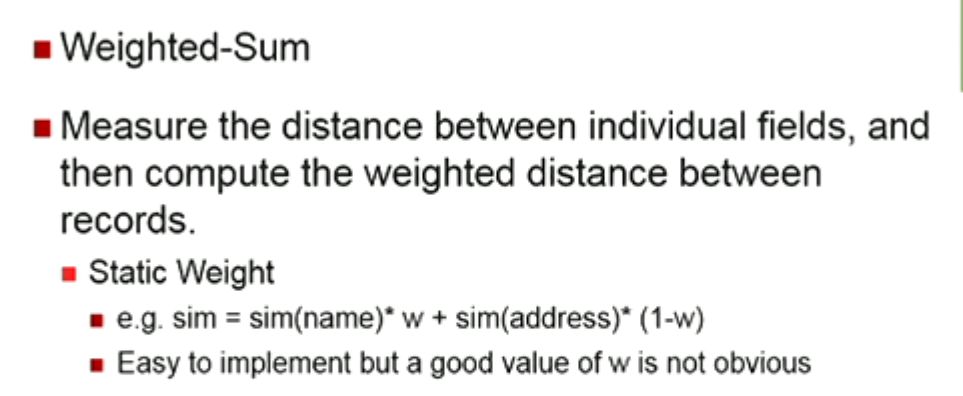 Weighted-Sum
Measure the distance between individual fields, and
then compute the weighted distance between
records.
Static Weight
e.g. sim = sim(name)* w + sim(address)* (1-w)
Easy to implement but a good value of w is not obvious